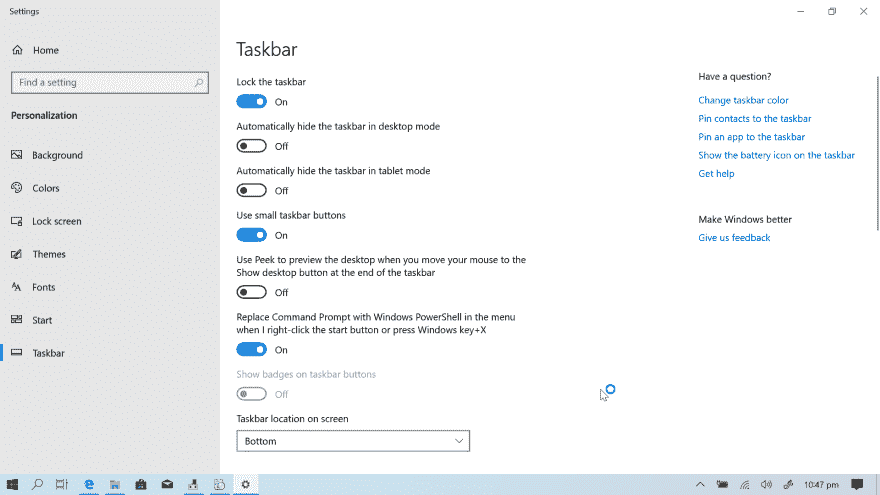 Settings
Home
Find a setting
Personalization
Background
Colors
Lock screen
Themes
Fonts
Start
Taskbar
Taskbar
Lock the taskbar
On
Automatically hide the taskbar in desktop mode
Off
Automatically hide the taskbar in tablet mode
Off
Use small taskbar buttons
On
Use Peek to preview the desktop when you move your mouse to the
Show desktop button at the end of the taskbar
Off
Replace Command Prompt with Windows PowerShell in the menu
when I right-click the start button or press Windows key+X
On
Show badges on taskbar buttons
Off
Taskbar location on screen
Bottom
Have a question?
Change taskbar color
Pin contacts to the taskbar
Pin an app to the taskbar
Show the battery icon on the taskbar
Get help
Make Windows better
Give us feedback
10:47 pm